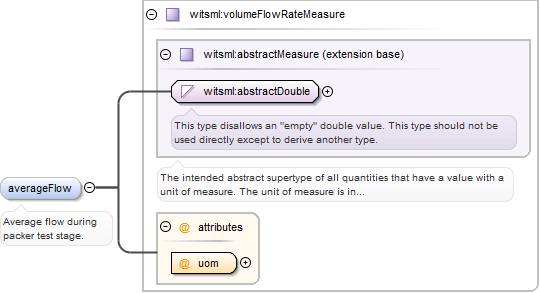 witsml:volumeFlowRateMeasure
witsml:abstractMeasure (extension base)
witsml:abstractDouble
This type disallows an "empty" double value. This type should not be
used directly except to derive another type.
The intended abstract supertype of all quantities that have a value with a
unit of measure. The unit of measure is in...
averageFlow
Average flow during
packer test stage.
@ attributes
@ uom